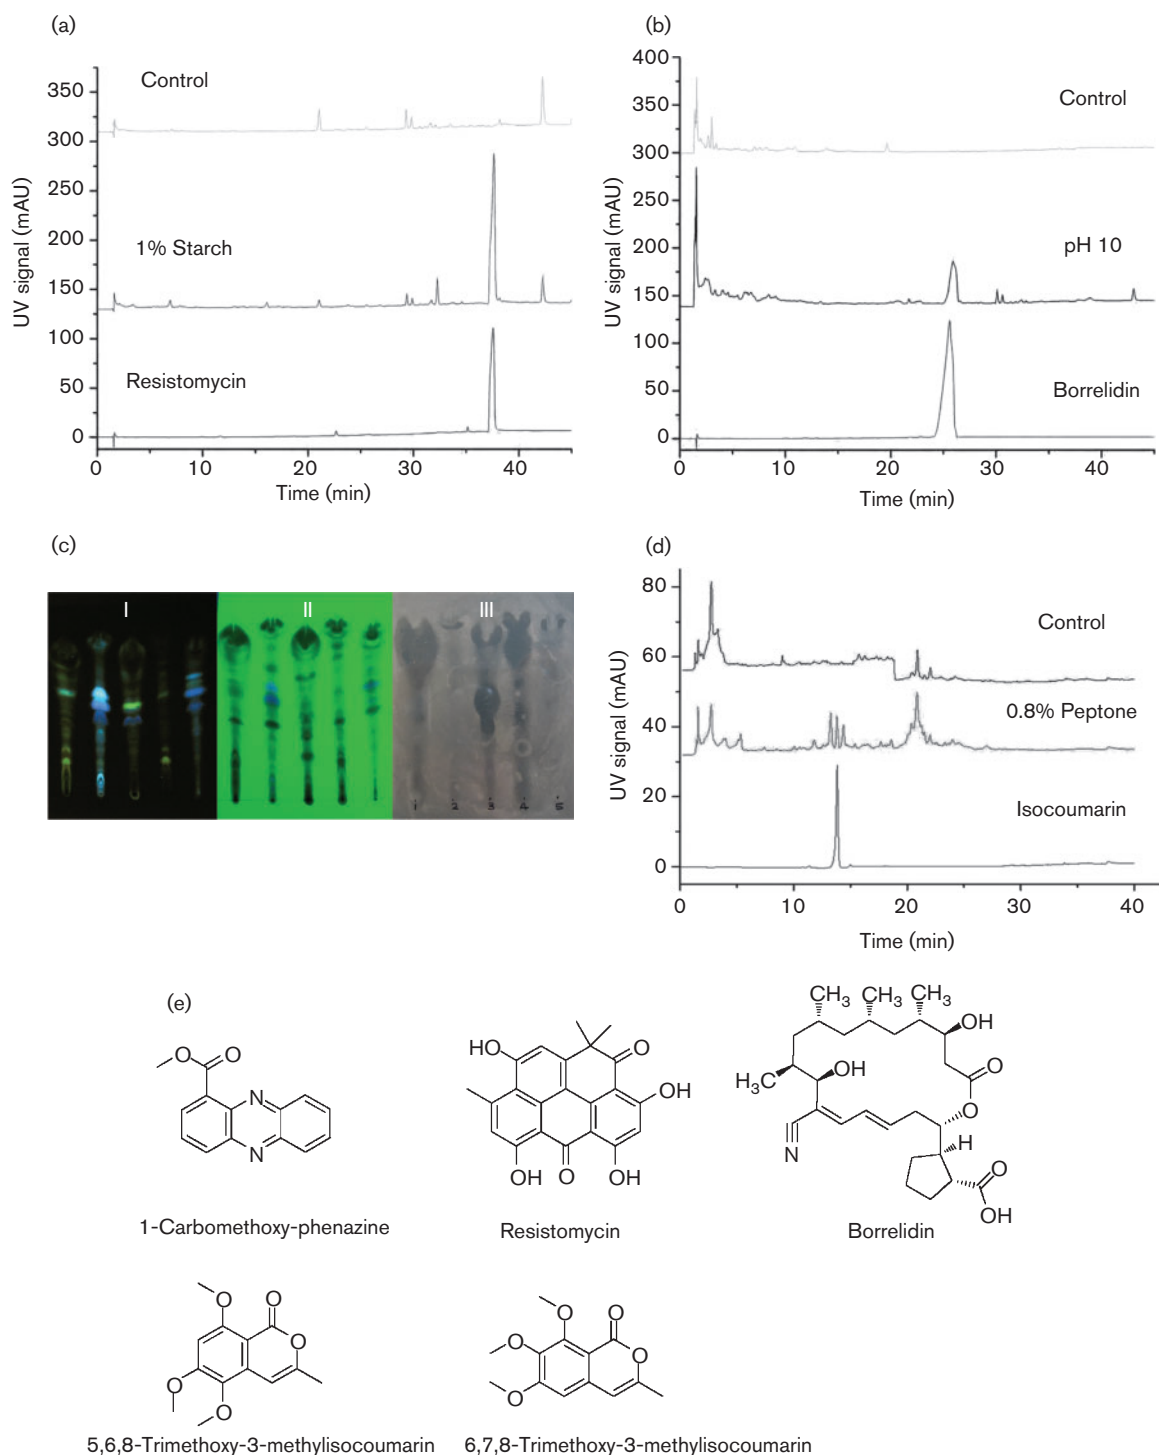 (a)
Control
1% Starch
Resistomycin
350
300
250
200
150
100
50
0
UV signal (mAU)
0 10 20 30 40
Time (min)
(b)
Control
pH 10
Borrelidin
400
350
300
250
200
150
100
50
0
UV signal (mAU)
0 10 20 30 40
Time (min)
(c)
I II III
1 2 3 4 5
(d)
Control
0.8% Peptone
Isocoumarin
80
60
40
20
0
UV signal (mAU)
0 10 20 30 40
Time (min)
(e)
O
O
N
N
1-Carbomethoxy-phenazine
HO
O
OH
OH
O
OH
Resistomycin
CH3 CH3 CH3
OH
H3C
OH
O
O
N
H
O
OH
Borrelidin
O
O
O
O
O
5,6,8-Trimethoxy-3-methylisocoumarin
O
O
O
O
O
6,7,8-Trimethoxy-3-methylisocoumarin